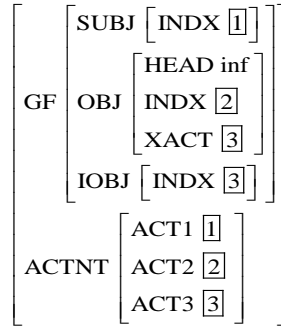 SUBJ [INDX 1]
HEAD inf
GF OBJ INDX 2
XACT 3
IOBJ [INDX 3]
ACT1 1
ACTNT ACT2 2
ACT3 3